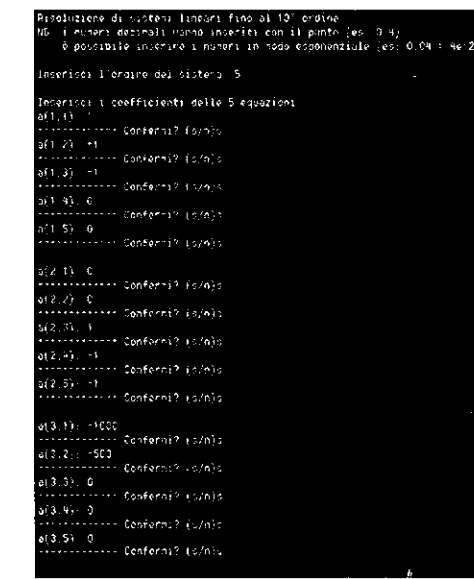 Risoluzione di sistemi lineari fino al 10° ordine
NB i numeri decimali vanno inseriti con il punto (es: 0.4)
è possibile inserire i numeri in modo esponenziale (es: 0.04 = 4e-2
Inserisci l'ordine del sistema 5
Inserisci i coefficienti delle 5 equazioni
a(1,1) 1
------------- Confermi? (s/n)s
a(1,2)
------------- Confermi? (s/n)s
a(1,3) -1
------------- Confermi? (s/n)s
a(1,4): 0
------------- Confermi? (s/n)s
a(1,5) 0
------------- Confermi? (s/n)s
a(2,1) 0
------------- Confermi? (s/n)s
a(2,2) 0
------------- Confermi? (s/n)s
a(2,3) 1
------------- Confermi? (s/n)s
a(2,4): -1
------------- Confermi? (s/n)s
a(2,5): -1
------------- Confermi? (s/n)s
a(3,1): -1000
------------- Confermi? (s/n)s
a(3,2): -500
------------- Confermi? (s/n)s
a(3,3) 0
------------- Confermi? (s/n)s
a(3,4) 0
------------- Confermi? (s/n)s
a(3,5) 0
------------- Confermi? (s/n)s